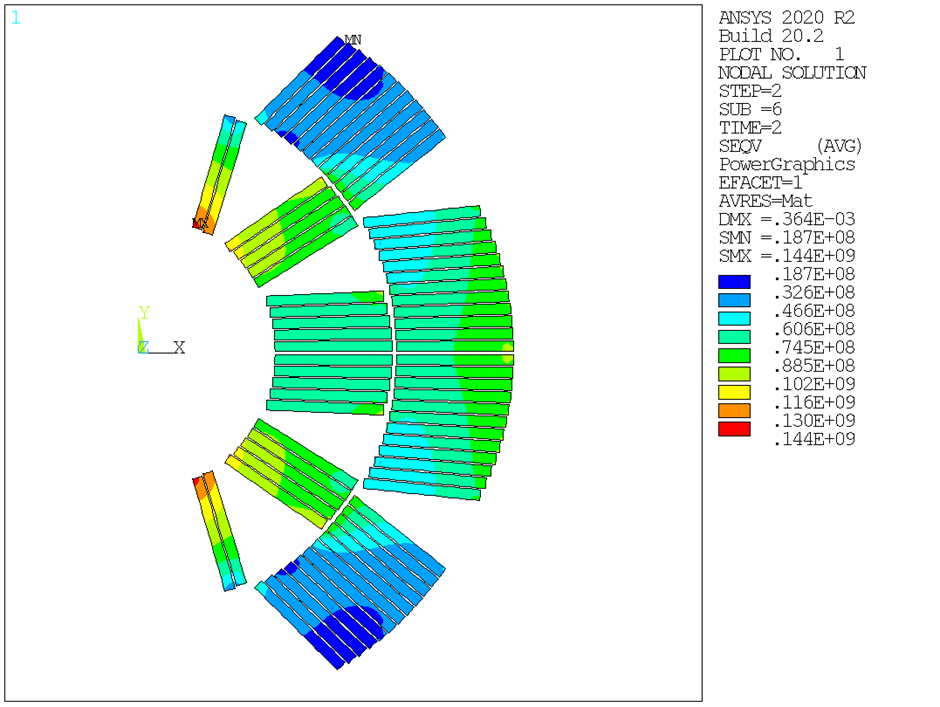 1
MN
MX
Y
Z X
ANSYS 2020 R2
Build 20.2
PLOT NO. 1
NODAL SOLUTION
STEP=2
SUB =6
TIME=2
SEQV (AVG)
PowerGraphics
EFACET=1
AVRES=Mat
DMX =.364E-03
SMN =.187E+08
SMX =.144E+09
.187E+08
.326E+08
.466E+08
.606E+08
.745E+08
.885E+08
.102E+09
.116E+09
.130E+09
.144E+09